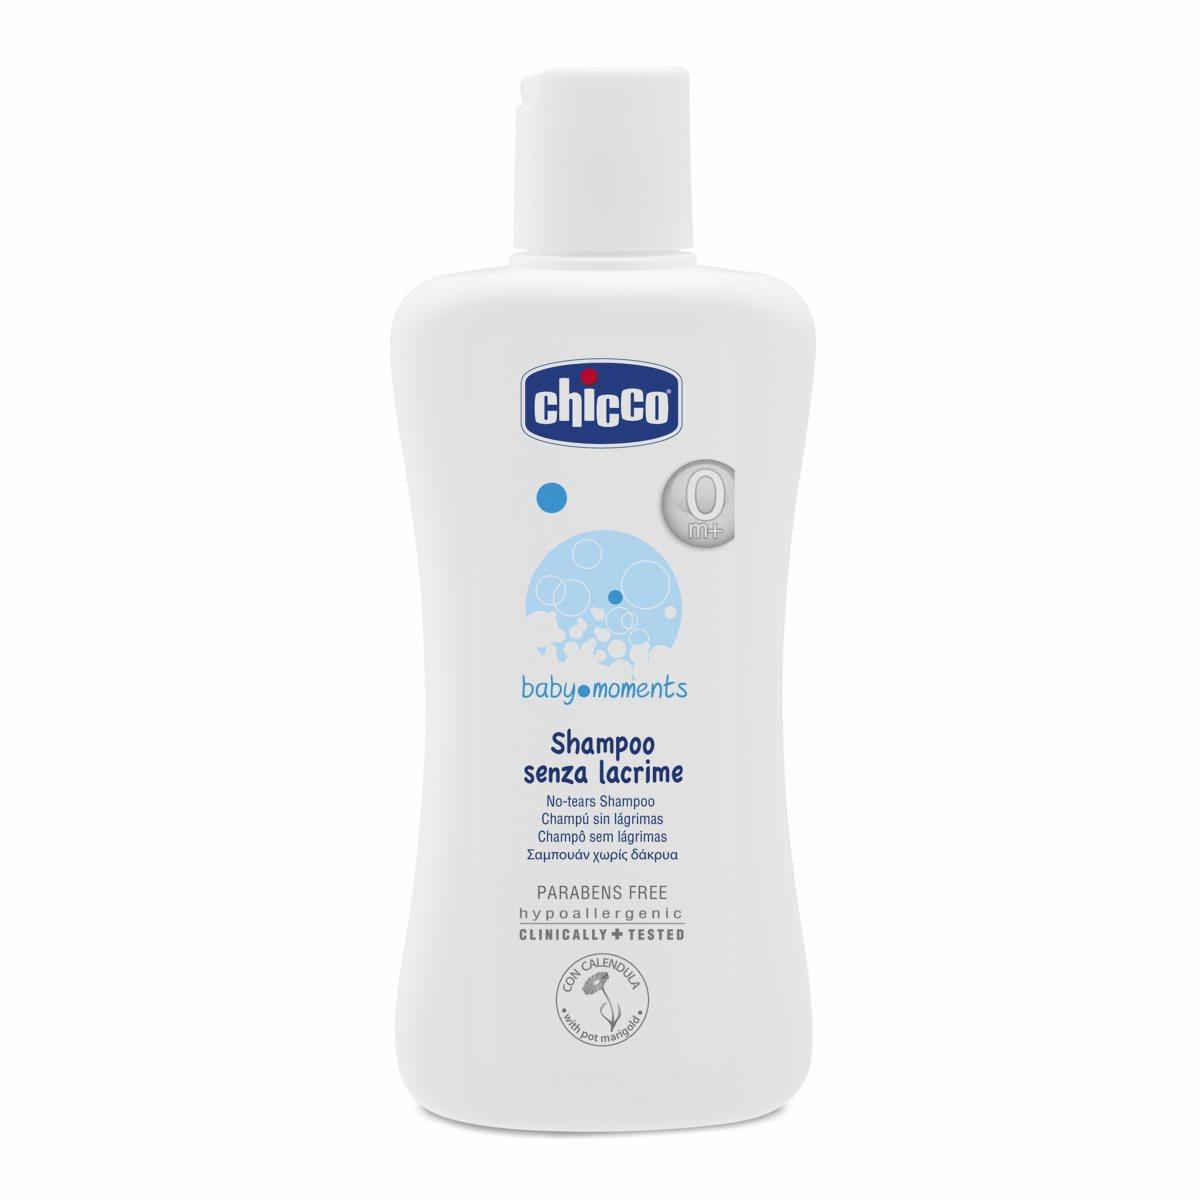 chicco®
0
m+
baby moments
Shampoo
senza lacrime
No-tears Shampoo
Champú sin lágrimas
Champô sem lágrimas
Σαμπουάν χωρίς δάκρυα
PARABENS FREE
hypoallergenic
CLINICALLY + TESTED
CON CALENDULA
• with pot marigold •